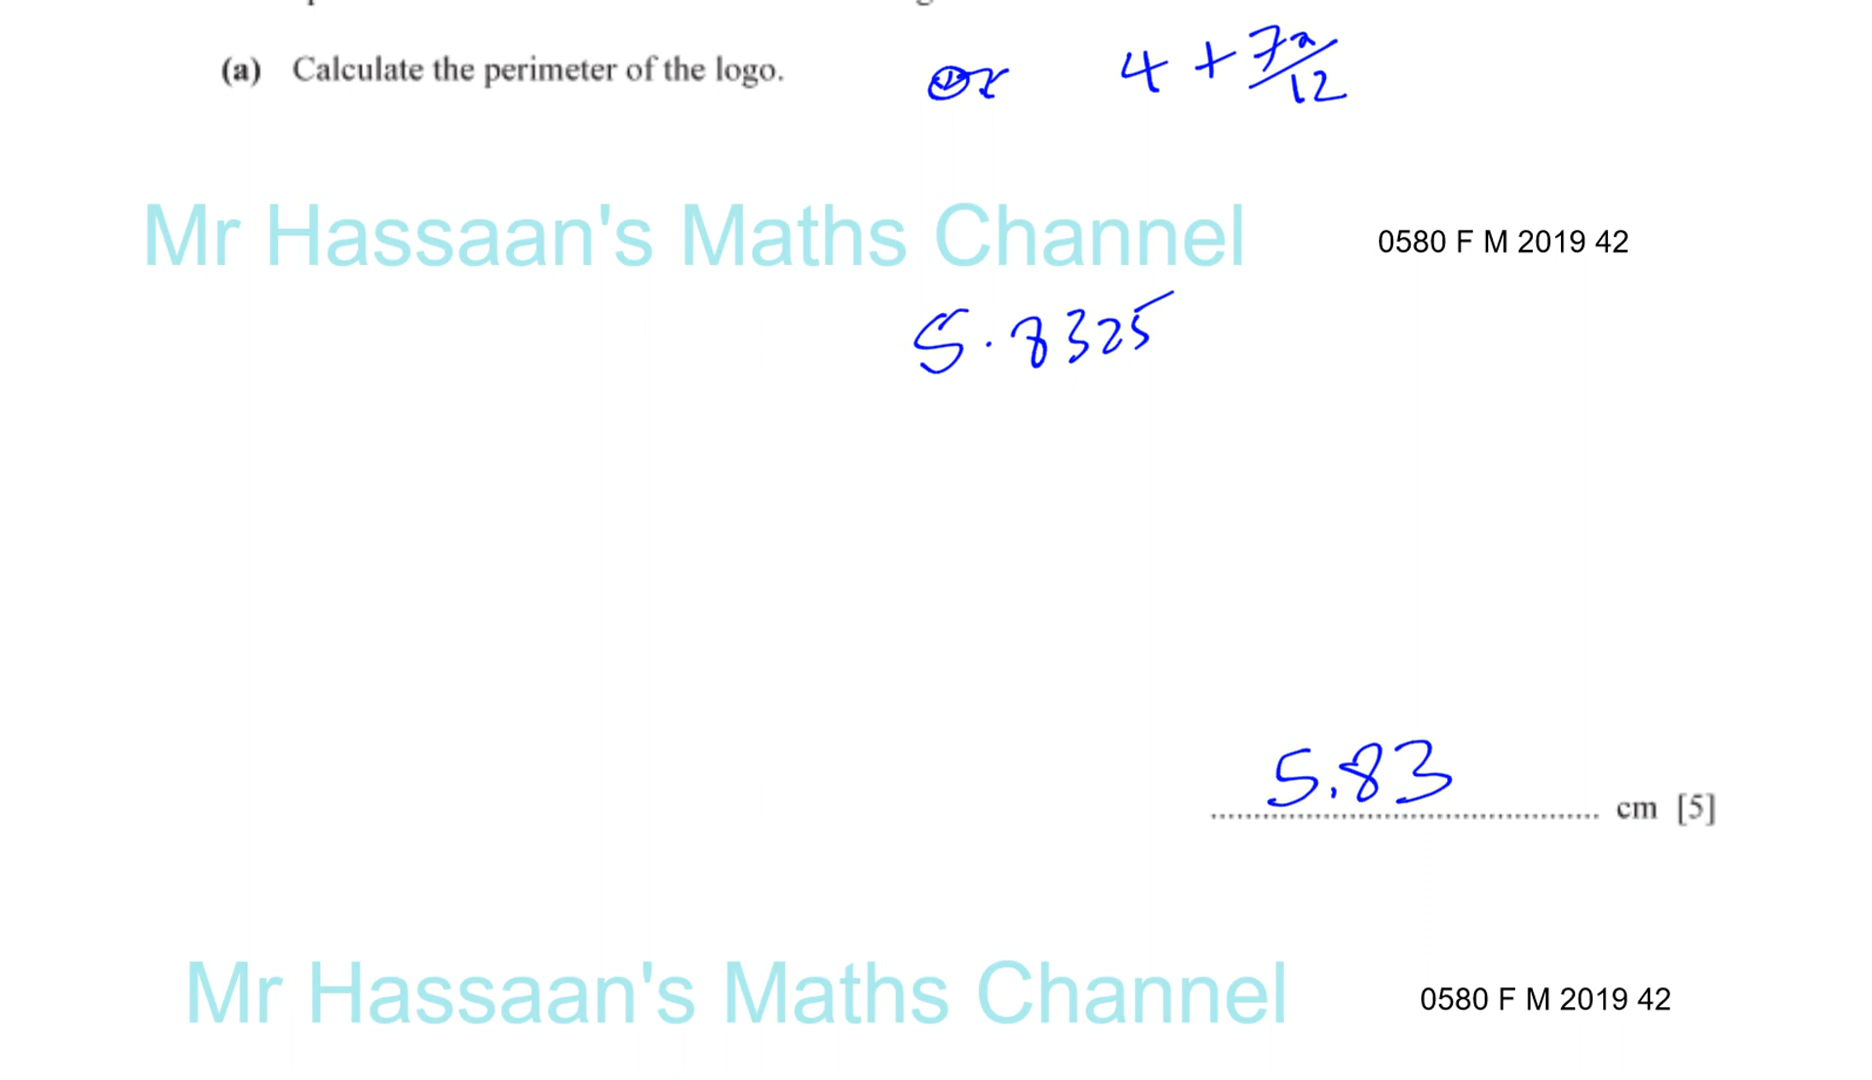 (a) Calculate the perimeter of the logo.
or 4 + 7π/12
Mr Hassaan's Maths Channel
0580 F M 2019 42
5.8325
5.83
cm [5]
Mr Hassaan's Maths Channel
0580 F M 2019 42